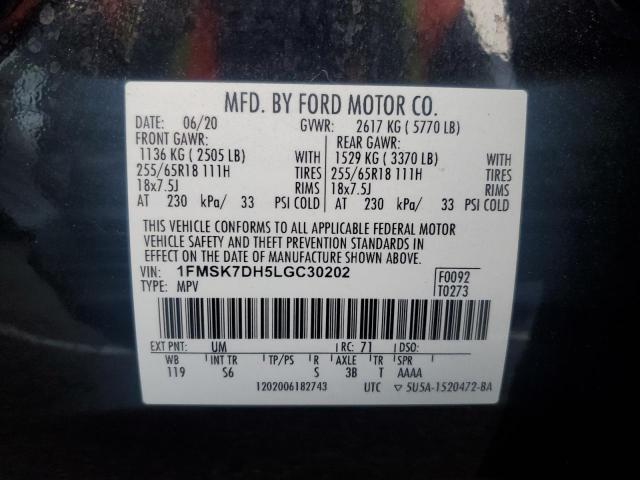 MFD. BY FORD MOTOR CO.
DATE: 06/20 GVWR: 2617 KG (5770 LB)
FRONT GAWR: REAR GAWR:
1136 KG (2505 LB) WITH 1529 KG (3370 LB) WITH
255/65R18 111H TIRES 255/65R18 111H TIRES
18x7.5J RIMS 18x7.5J RIMS
AT 230 kPa/ 33 PSI COLD AT 230 kPa/ 33 PSI COLD
THIS VEHICLE CONFORMS TO ALL APPLICABLE FEDERAL MOTOR
VEHICLE SAFETY AND THEFT PREVENTION STANDARDS IN
EFFECT ON THE DATE OF MANUFACTURE SHOWN ABOVE.
VIN: 1FMSK7DH5LGC30202 F0092
TYPE: MPV T0273
EXT PNT: UM RC: 71 DSO:
WB INT TR TP/PS R AXLE TR SPR
119 S6 S 3B T AAAA
1202006182743 UTC ▽ 5U5A-1520472-BA